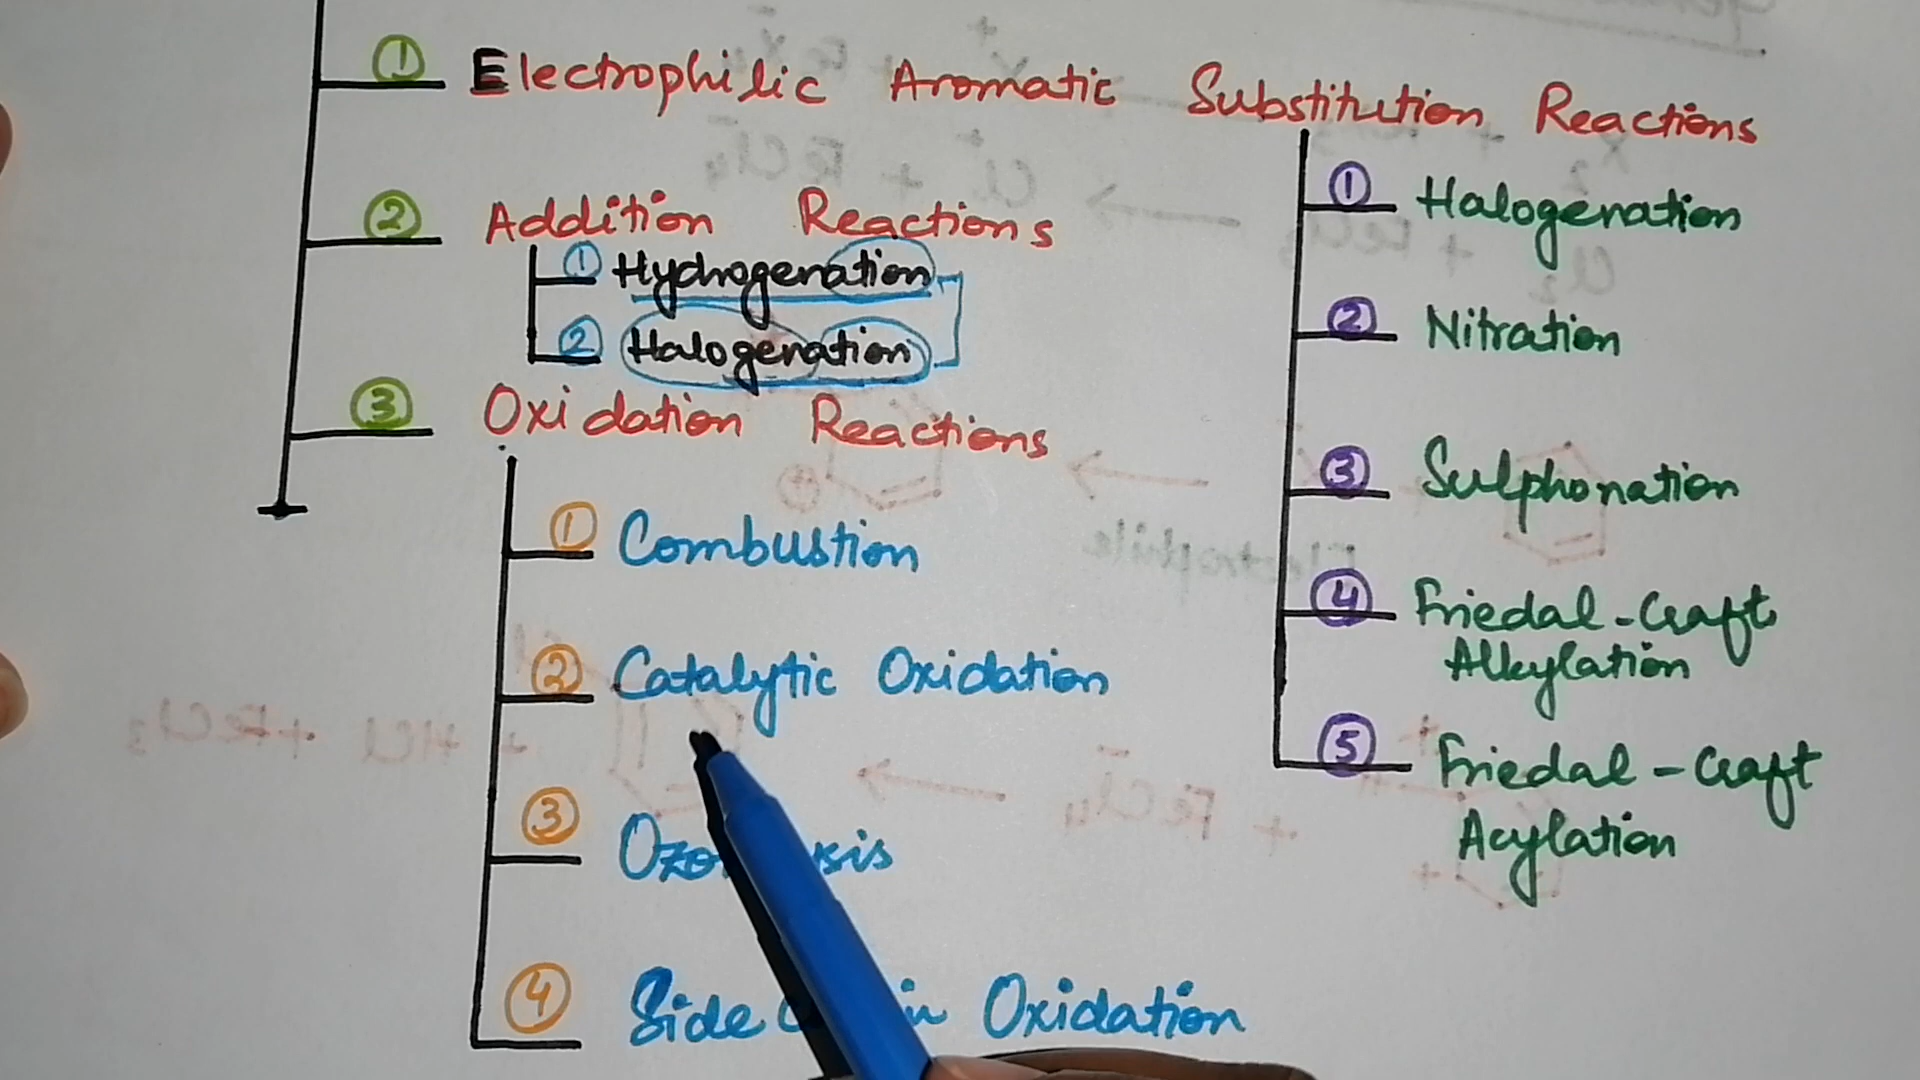 ① Electrophilic Aromatic Substitution Reactions
① Halogenation
② Nitration
③ Sulphonation
④ Friedal-Craft
Alkylation
⑤ Friedal-Craft
Acylation
② Addition Reactions
① Hydrogenation
② Halogenation
③ Oxidation Reactions
① Combustion
② Catalytic Oxidation
③
④ Side Oxidation